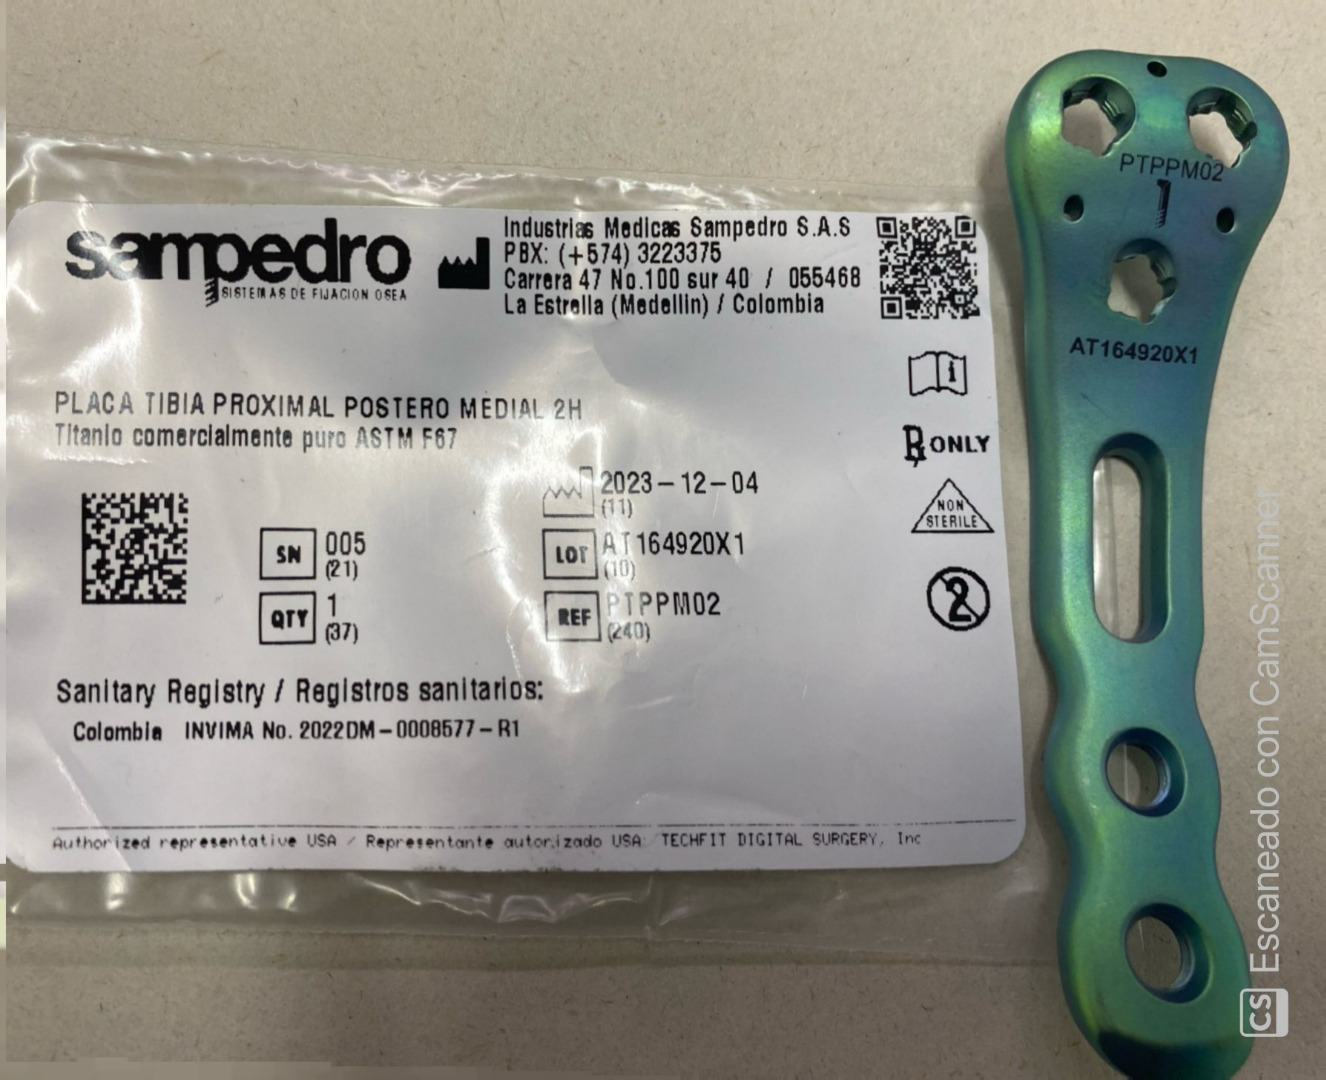 sampedro
SISTEMAS DE FIJACION OSEA
Industrias Medicas Sampedro S.A.S
PBX: (+574) 3223375
Carrera 47 No.100 sur 40 / 055468
La Estrella (Medellin) / Colombia
PLACA TIBIA PROXIMAL POSTERO MEDIAL 2H
Titanio comercialmente puro ASTM F67
Rx ONLY
NON
STERILE
2
2023-12-04
(11)
SN 005
(21)
LOT AT164920X1
(10)
QTY 1
(37)
REF PTPPM02
(240)
Sanitary Registry / Registros sanitarios:
Colombia INVIMA No. 2022DM-0008577-R1
Authorized representative USA / Representante autorizado USA: TECHFIT DIGITAL SURGERY, Inc
PTPPM02
AT164920X1
CS Escaneado con CamScanner